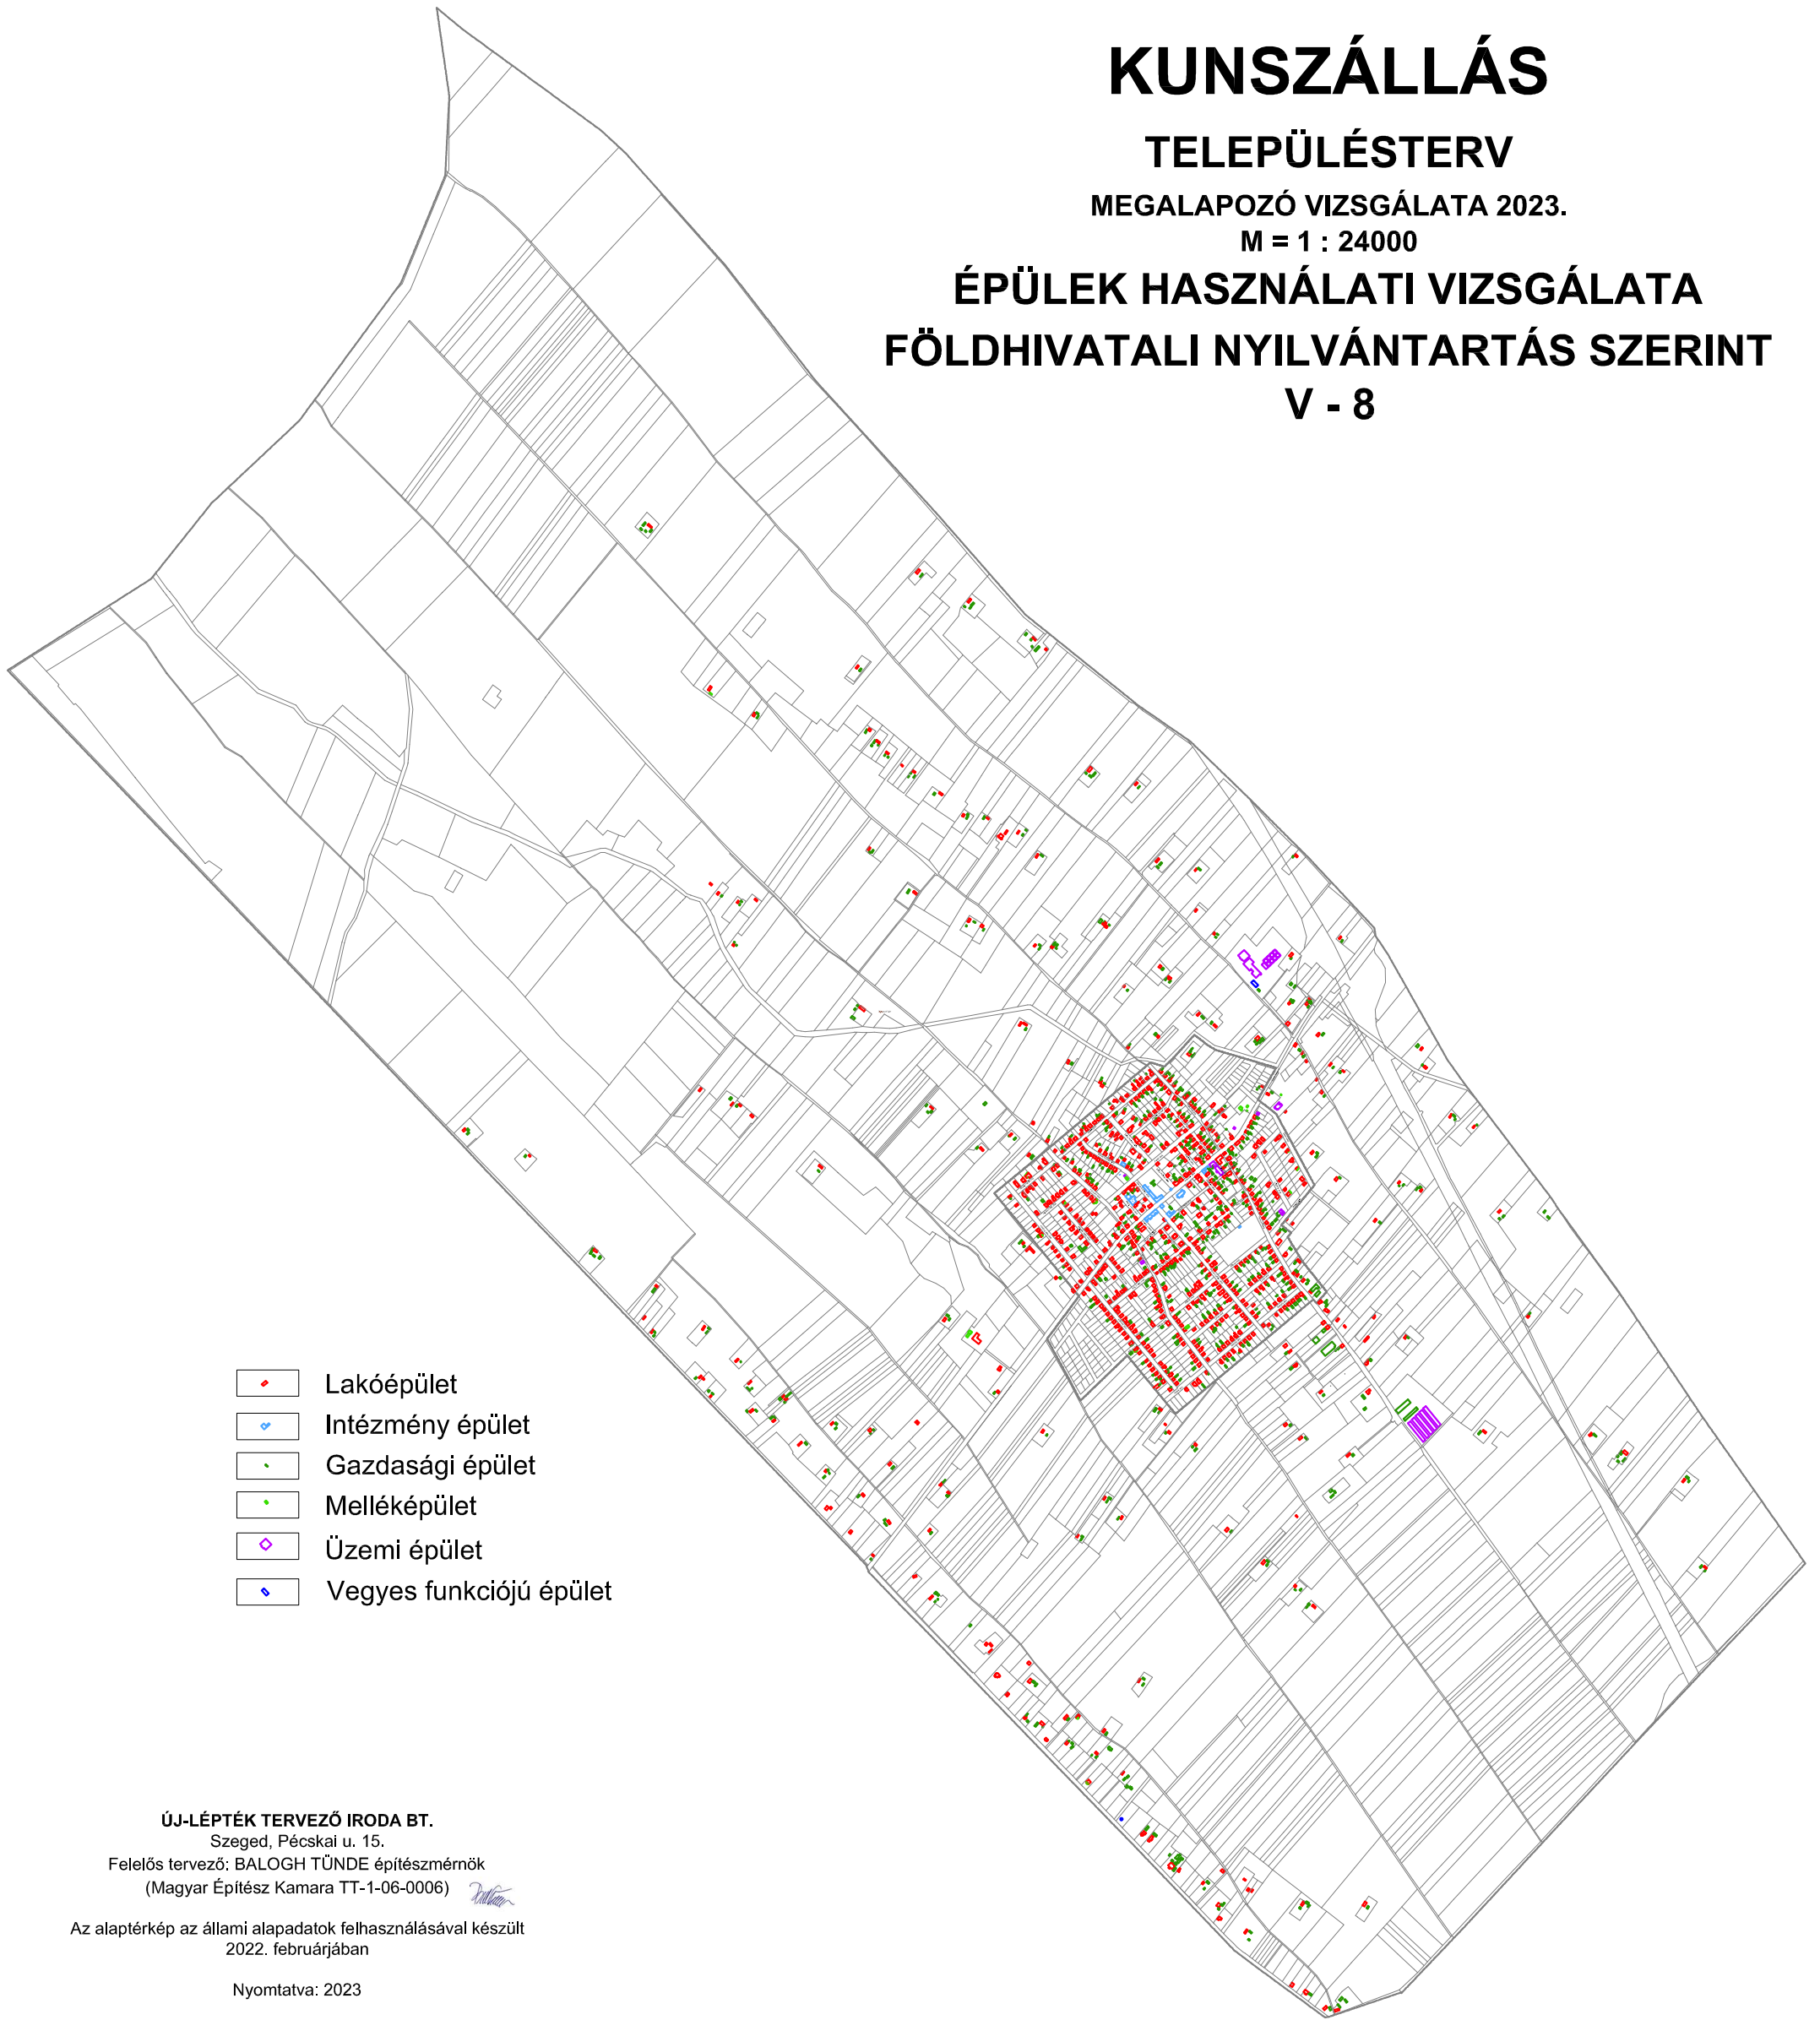 KUNSZÁLLÁS
TELEPÜLÉSTERV
MEGALAPOZÓ VIZSGÁLATA 2023.
M = 1 : 24000
ÉPÜLEK HASZNÁLATI VIZSGÁLATA
FÖLDHIVATALI NYILVÁNTARTÁS SZERINT
V - 8
Lakóépület
Intézmény épület
Gazdasági épület
Melléképület
Üzemi épület
Vegyes funkciójú épület
ÚJ-LÉPTÉK TERVEZŐ IRODA BT.
Szeged, Pécskai u. 15.
Felelős tervező: BALOGH TÜNDE építészmérnök
(Magyar Építész Kamara TT-1-06-0006)
Az alaptérkép az állami alapadatok felhasználásával készült
2022. februárjában
Nyomtatva: 2023